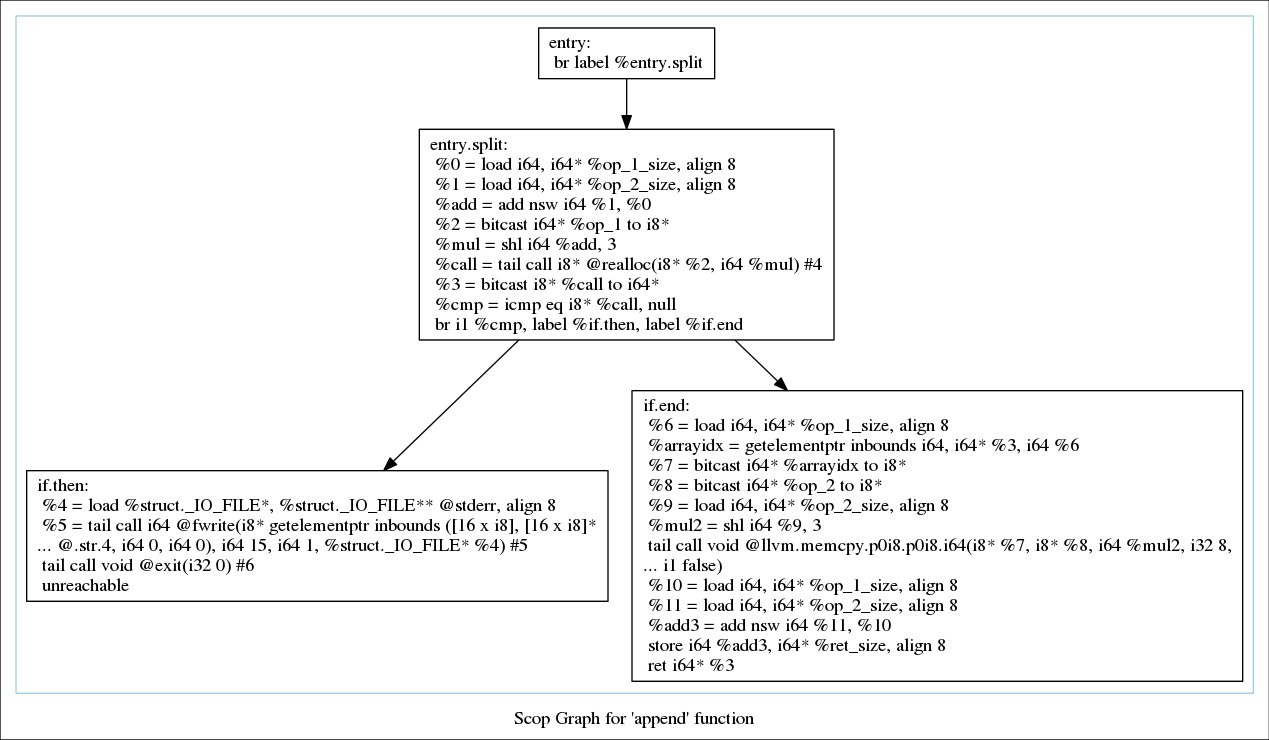 entry:
br label %entry.split
entry.split:
%0 = load i64, i64* %op_1_size, align 8
%1 = load i64, i64* %op_2_size, align 8
%add = add nsw i64 %1, %0
%2 = bitcast i64* %op_1 to i8*
%mul = shl i64 %add, 3
%call = tail call i8* @realloc(i8* %2, i64 %mul) #4
%3 = bitcast i8* %call to i64*
%cmp = icmp eq i8* %call, null
br i1 %cmp, label %if.then, label %if.end
if.then:
%4 = load %struct._IO_FILE*, %struct._IO_FILE** @stderr, align 8
%5 = tail call i64 @fwrite(i8* getelementptr inbounds ([16 x i8], [16 x i8]*
... @.str.4, i64 0, i64 0), i64 15, i64 1, %struct._IO_FILE* %4) #5
tail call void @exit(i32 0) #6
unreachable
if.end:
%6 = load i64, i64* %op_1_size, align 8
%arrayidx = getelementptr inbounds i64, i64* %3, i64 %6
%7 = bitcast i64* %arrayidx to i8*
%8 = bitcast i64* %op_2 to i8*
%9 = load i64, i64* %op_2_size, align 8
%mul2 = shl i64 %9, 3
tail call void @llvm.memcpy.p0i8.p0i8.i64(i8* %7, i8* %8, i64 %mul2, i32 8,
... i1 false)
%10 = load i64, i64* %op_1_size, align 8
%11 = load i64, i64* %op_2_size, align 8
%add3 = add nsw i64 %11, %10
store i64 %add3, i64* %ret_size, align 8
ret i64* %3
Scop Graph for 'append' function